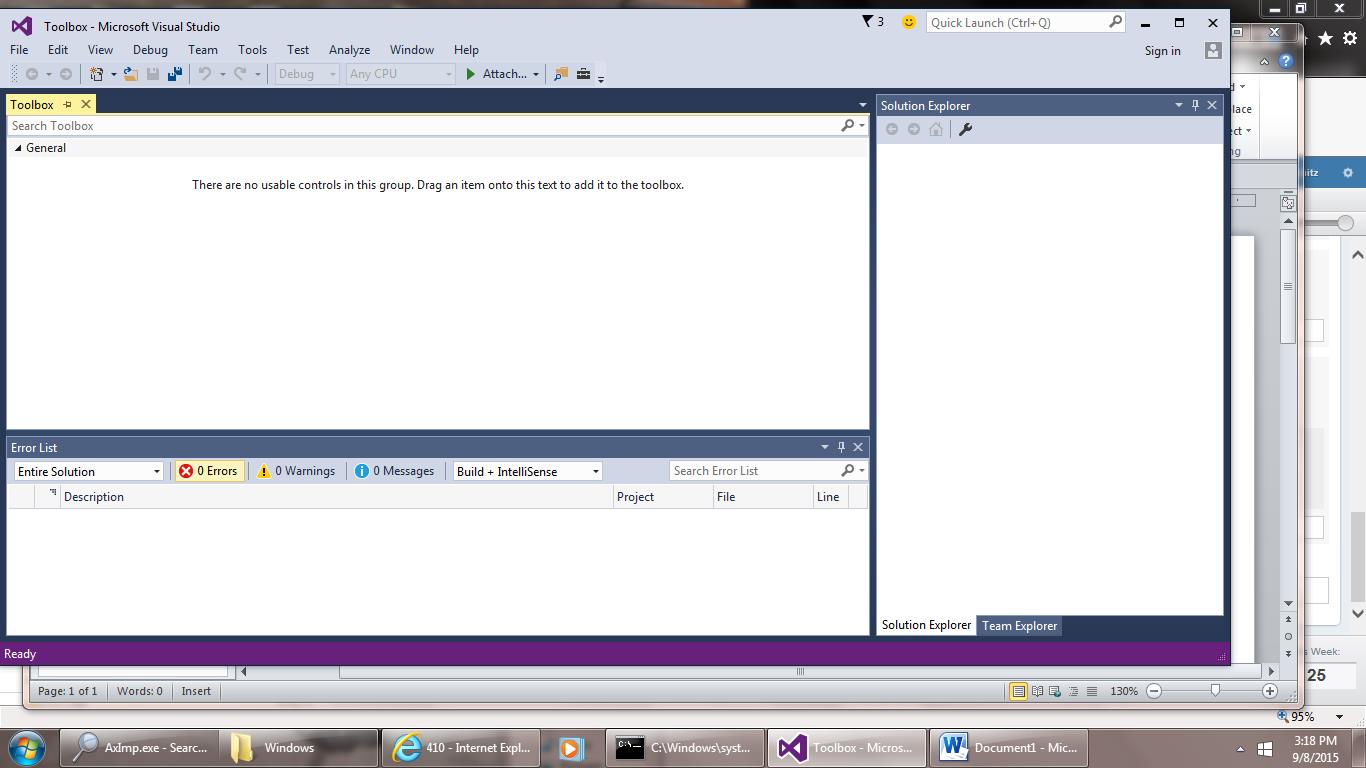 Toolbox - Microsoft Visual Studio
3
Quick Launch (Ctrl+Q)
File Edit View Debug Team Tools Test Analyze Window Help
Sign in
Debug Any CPU Attach...
Toolbox
Search Toolbox
General
There are no usable controls in this group. Drag an item onto this text to add it to the toolbox.
Solution Explorer
Error List
Entire Solution 0 Errors 0 Warnings 0 Messages Build + IntelliSense Search Error List
Description Project File Line
Solution Explorer Team Explorer
Ready
Week:
25
Page: 1 of 1 Words: 0 Insert
130%
95%
AxImp.exe - Searc...
Windows
410 - Internet Expl...
C:\Windows\syst...
Toolbox - Micros...
Document1 - Mic...
3:18 PM
9/8/2015